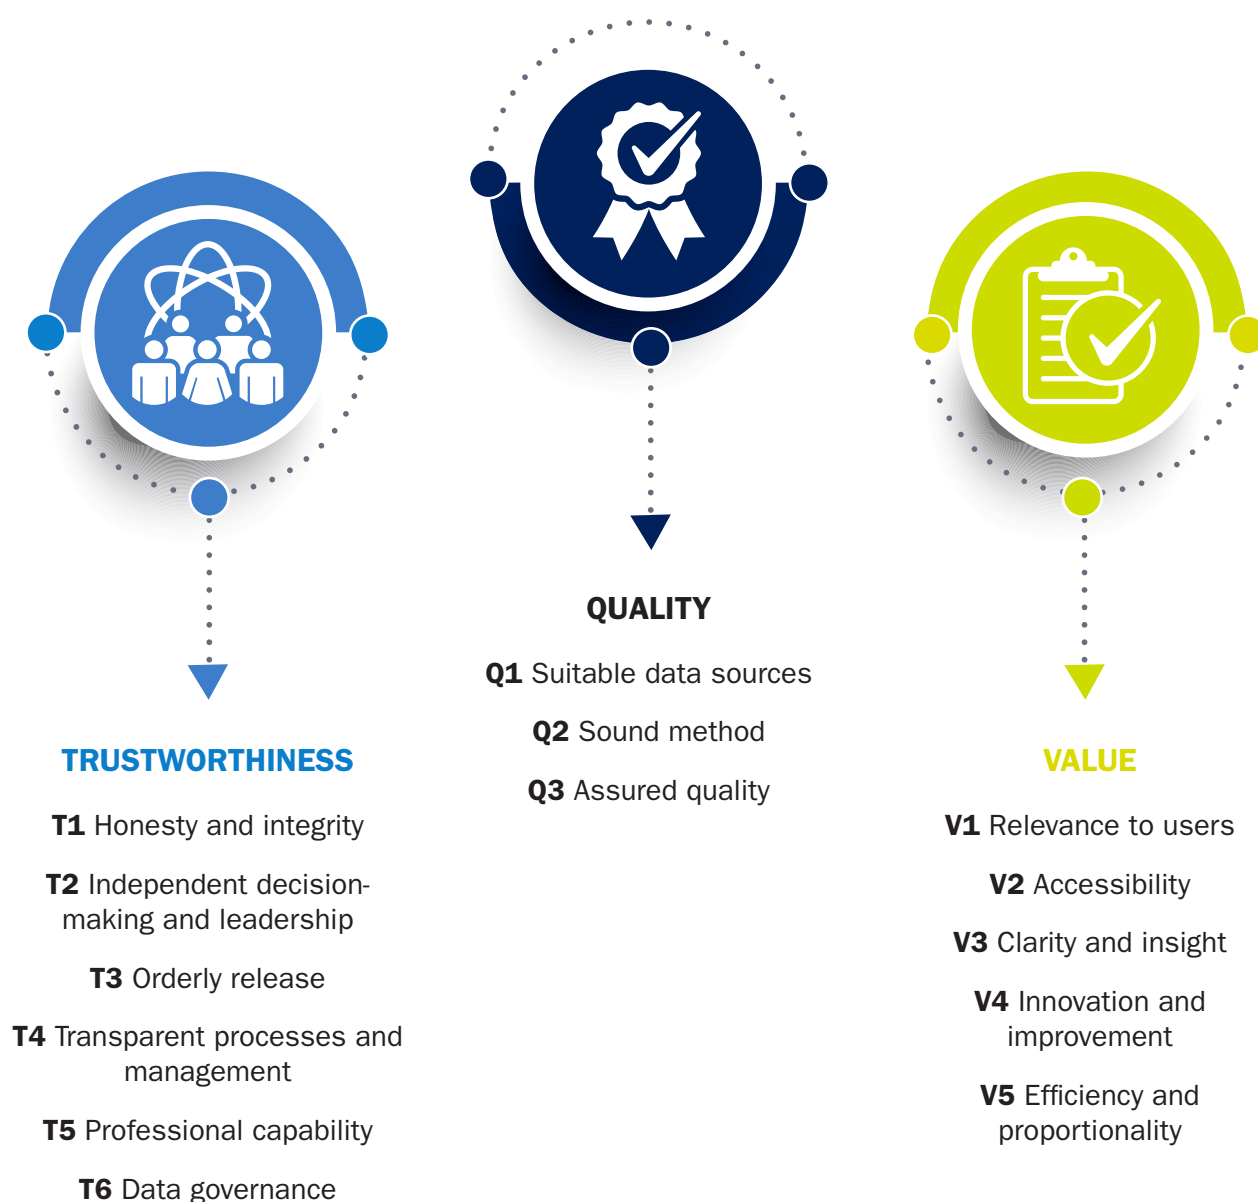 TRUSTWORTHINESS
T1 Honesty and integrity
T2 Independent decision-
making and leadership
T3 Orderly release
T4 Transparent processes and
management
T5 Professional capability
T6 Data governance
QUALITY
Q1 Suitable data sources
Q2 Sound method
Q3 Assured quality
VALUE
V1 Relevance to users
V2 Accessibility
V3 Clarity and insight
V4 Innovation and
improvement
V5 Efficiency and
proportionality